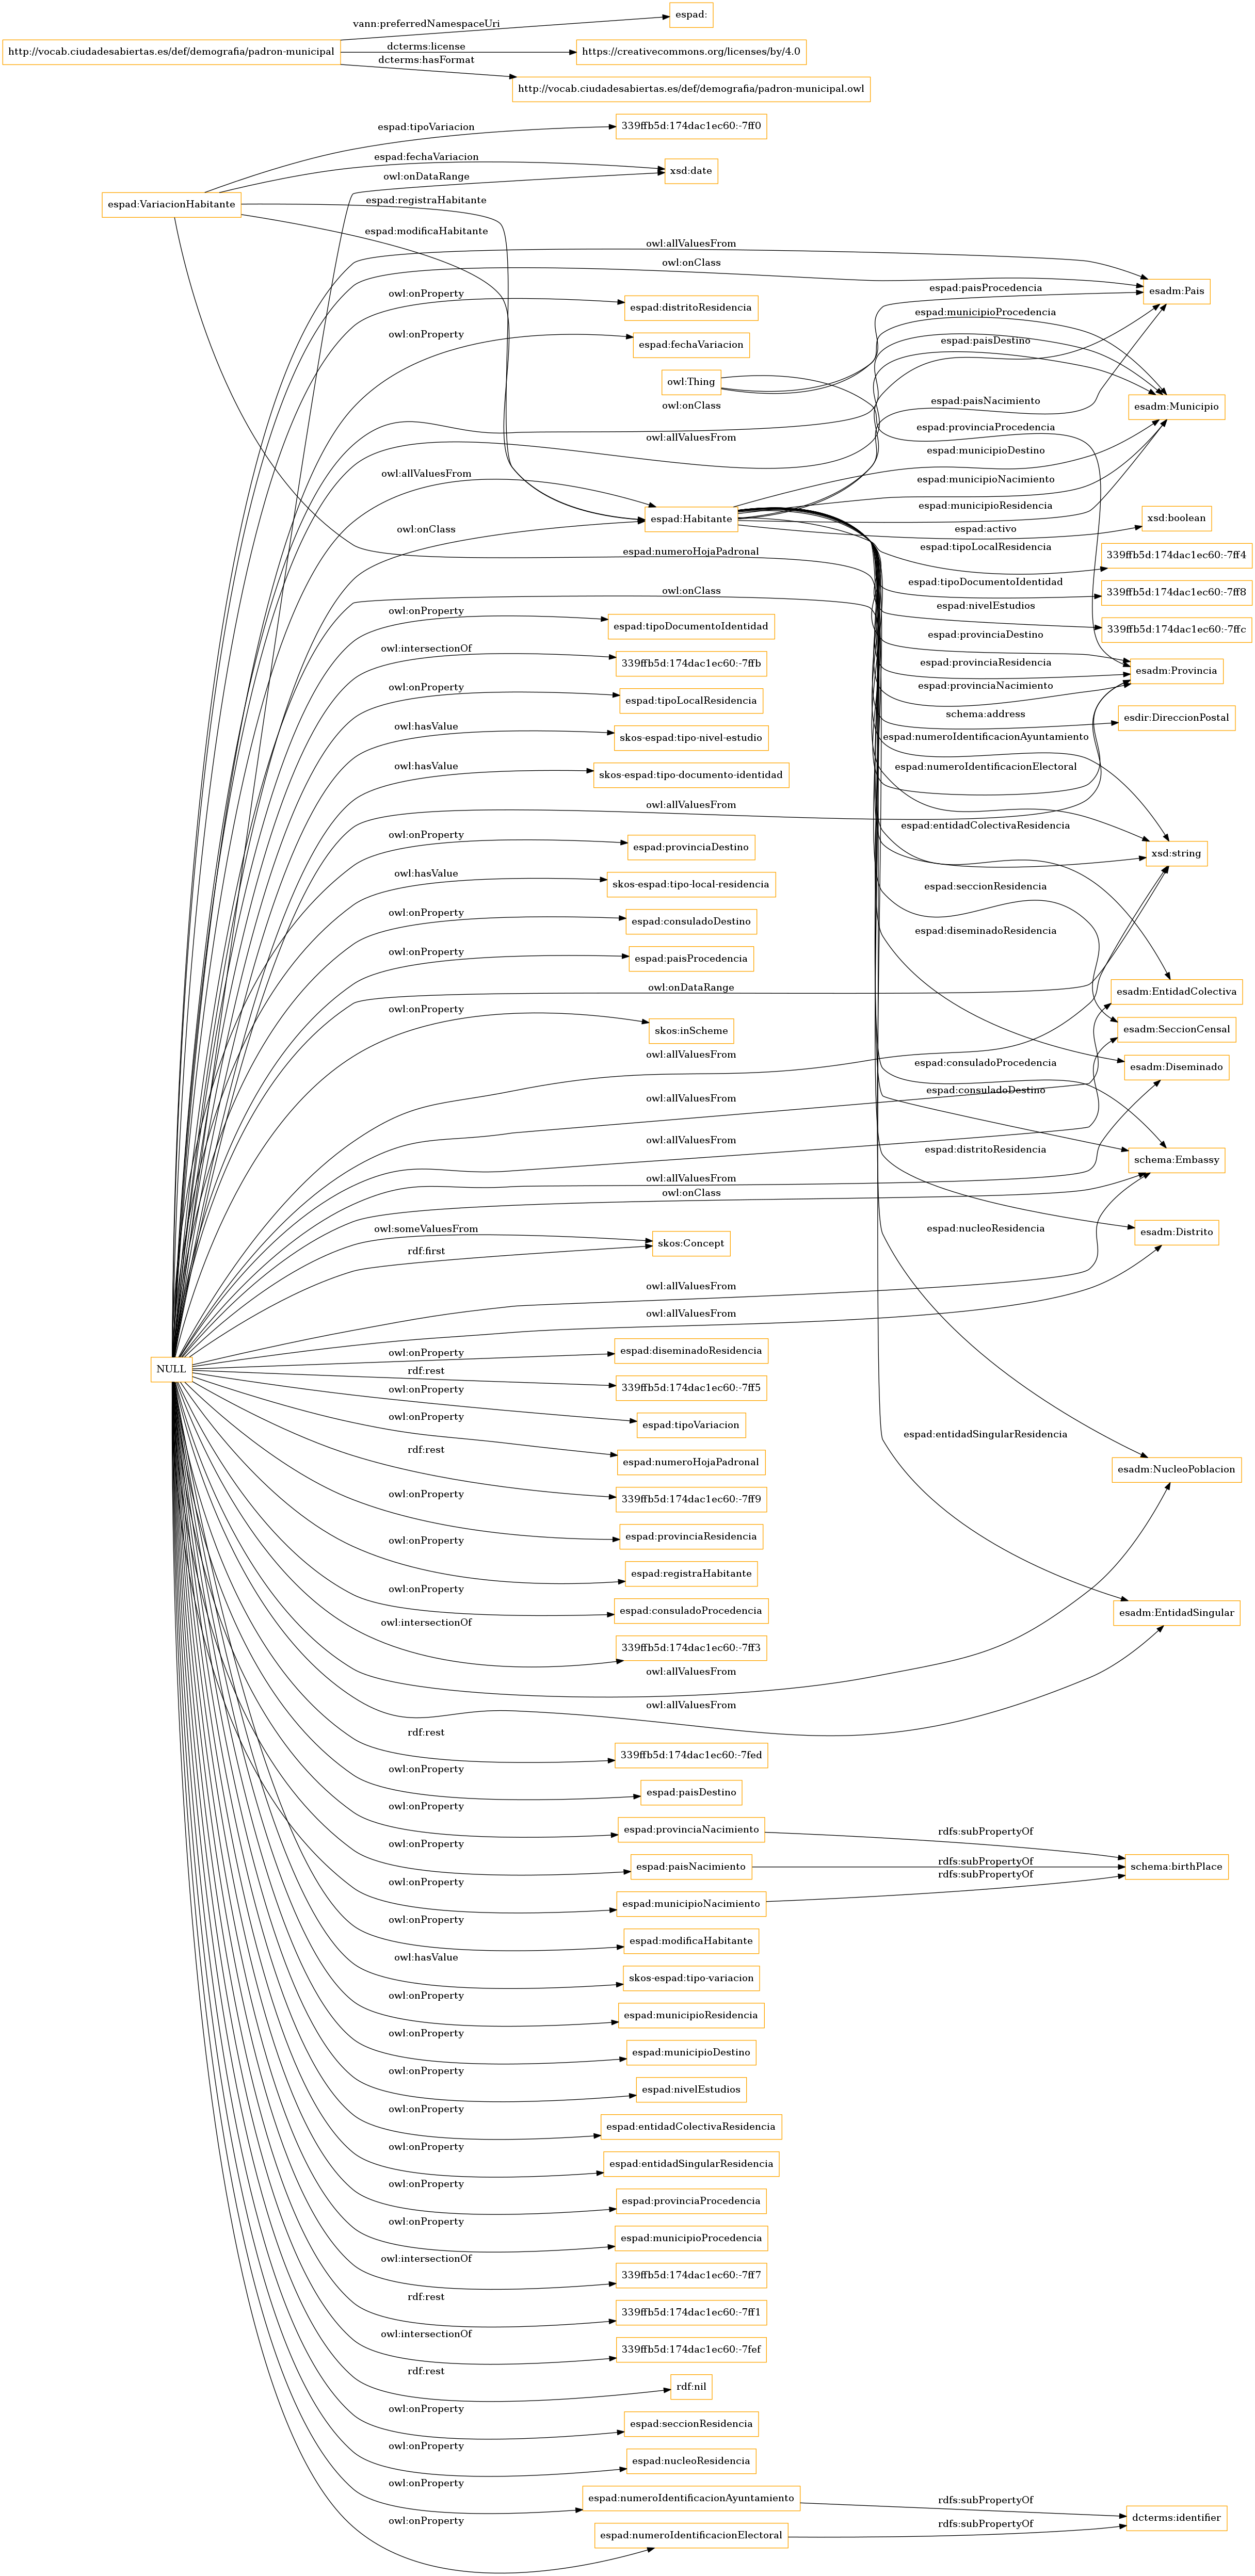 espad:
vann:preferredNamespaceUri
http://vocab.ciudadesabiertas.es/def/demografia/padron-municipal
dcterms:license
https://creativecommons.org/licenses/by/4.0
dcterms:hasFormat
http://vocab.ciudadesabiertas.es/def/demografia/padron-municipal.owl
espad:tipoVariacion
339ffb5d:174dac1ec60:-7ff0
espad:fechaVariacion
xsd:date
owl:onDataRange
espad:VariacionHabitante
espad:registraHabitante
espad:modificaHabitante
owl:allValuesFrom
owl:onClass
esadm:Pais
espad:paisProcedencia
owl:onProperty
espad:distritoResidencia
espad:municipioProcedencia
owl:onProperty
espad:fechaVariacion
espad:paisDestino
owl:Thing
owl:onClass
espad:paisNacimiento
esadm:Municipio
espad:provinciaProcedencia
owl:allValuesFrom
espad:municipioDestino
owl:allValuesFrom
espad:municipioNacimiento
espad:municipioResidencia
espad:Habitante
xsd:boolean
owl:onClass
espad:activo
espad:numeroHojaPadronal
espad:tipoLocalResidencia
339ffb5d:174dac1ec60:-7ff4
owl:onClass
espad:tipoDocumentoIdentidad
339ffb5d:174dac1ec60:-7ff8
espad:nivelEstudios
339ffb5d:174dac1ec60:-7ffc
owl:onProperty
espad:tipoDocumentoIdentidad
espad:provinciaDestino
owl:intersectionOf
339ffb5d:174dac1ec60:-7ffb
espad:provinciaResidencia
esadm:Provincia
owl:onProperty
espad:tipoLocalResidencia
espad:provinciaNacimiento
schema:address
esdir:DireccionPostal
owl:hasValue
skos-espad:tipo-nivel-estudio
espad:numeroIdentificacionAyuntamiento
owl:hasValue
skos-espad:tipo-documento-identidad
espad:numeroIdentificacionElectoral
owl:allValuesFrom
espad:entidadColectivaResidencia
owl:onProperty
espad:provinciaDestino
xsd:string
owl:hasValue
skos-espad:tipo-local-residencia
espad:seccionResidencia
owl:onProperty
espad:consuladoDestino
espad:diseminadoResidencia
owl:onProperty
espad:paisProcedencia
owl:onDataRange
esadm:EntidadColectiva
owl:onProperty
skos:inScheme
esadm:SeccionCensal
owl:allValuesFrom
espad:consuladoProcedencia
esadm:Diseminado
owl:allValuesFrom
espad:consuladoDestino
owl:allValuesFrom
espad:distritoResidencia
schema:Embassy
owl:allValuesFrom
owl:onClass
owl:someValuesFrom
espad:nucleoResidencia
esadm:Distrito
skos:Concept
rdf:first
owl:allValuesFrom
owl:allValuesFrom
NULL
owl:onProperty
espad:diseminadoResidencia
rdf:rest
339ffb5d:174dac1ec60:-7ff5
owl:onProperty
espad:tipoVariacion
owl:onProperty
espad:entidadSingularResidencia
rdf:rest
espad:numeroHojaPadronal
esadm:NucleoPoblacion
339ffb5d:174dac1ec60:-7ff9
owl:onProperty
espad:provinciaResidencia
owl:onProperty
espad:registraHabitante
owl:onProperty
espad:consuladoProcedencia
esadm:EntidadSingular
owl:intersectionOf
339ffb5d:174dac1ec60:-7ff3
owl:allValuesFrom
owl:allValuesFrom
rdf:rest
339ffb5d:174dac1ec60:-7fed
owl:onProperty
espad:paisDestino
owl:onProperty
espad:provinciaNacimiento
rdfs:subPropertyOf
owl:onProperty
espad:paisNacimiento
rdfs:subPropertyOf
schema:birthPlace
rdfs:subPropertyOf
owl:onProperty
espad:municipioNacimiento
owl:onProperty
espad:modificaHabitante
owl:hasValue
skos-espad:tipo-variacion
owl:onProperty
espad:municipioResidencia
owl:onProperty
espad:municipioDestino
owl:onProperty
espad:nivelEstudios
owl:onProperty
espad:entidadColectivaResidencia
owl:onProperty
espad:entidadSingularResidencia
owl:onProperty
espad:provinciaProcedencia
owl:onProperty
espad:municipioProcedencia
owl:intersectionOf
339ffb5d:174dac1ec60:-7ff7
rdf:rest
339ffb5d:174dac1ec60:-7ff1
owl:intersectionOf
339ffb5d:174dac1ec60:-7fef
rdf:rest
rdf:nil
owl:onProperty
espad:seccionResidencia
owl:onProperty
espad:nucleoResidencia
owl:onProperty
espad:numeroIdentificacionAyuntamiento
rdfs:subPropertyOf
dcterms:identifier
owl:onProperty
espad:numeroIdentificacionElectoral
rdfs:subPropertyOf